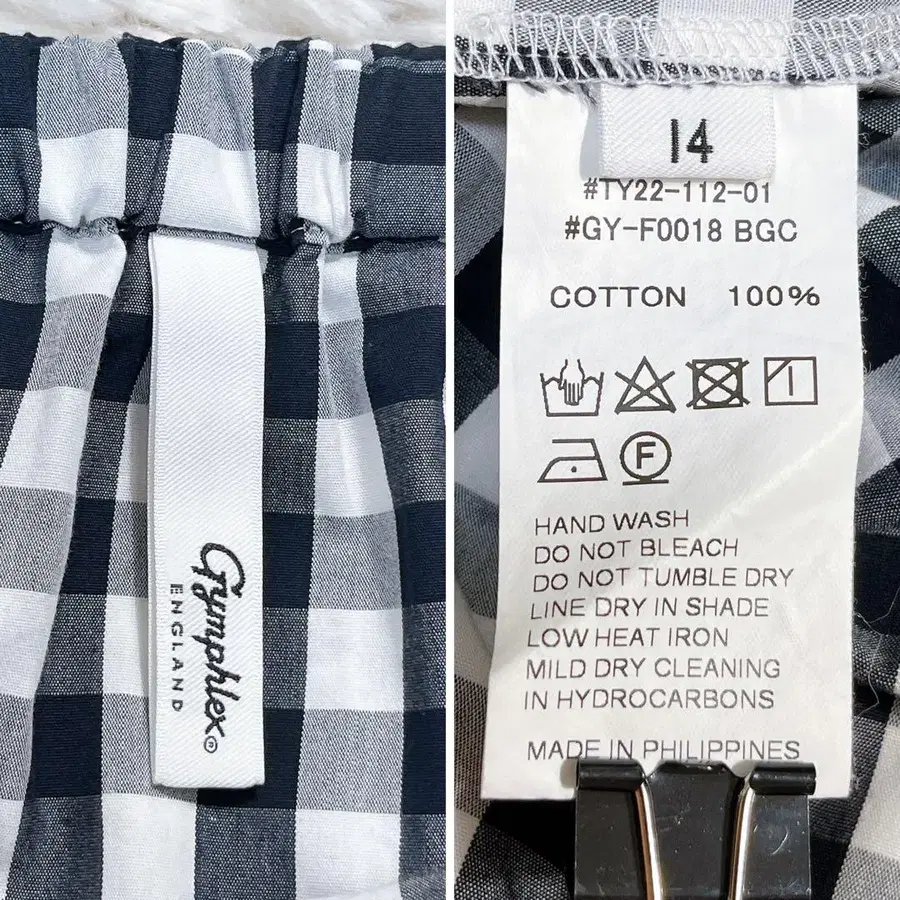 Gymphlex®
ENGLAND
14
#TY22-112-01
#GY-F0018 BGC
COTTON 100%
F
HAND WASH
DO NOT BLEACH
DO NOT TUMBLE DRY
LINE DRY IN SHADE
LOW HEAT IRON
MILD DRY CLEANING
IN HYDROCARBONS
MADE IN PHILIPPINES